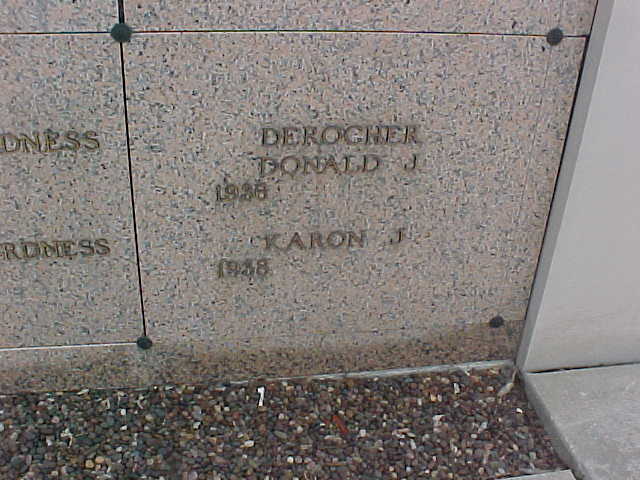 DNESS
RDNESS
DEROCHER
DONALD J
1936
KARON J
1938